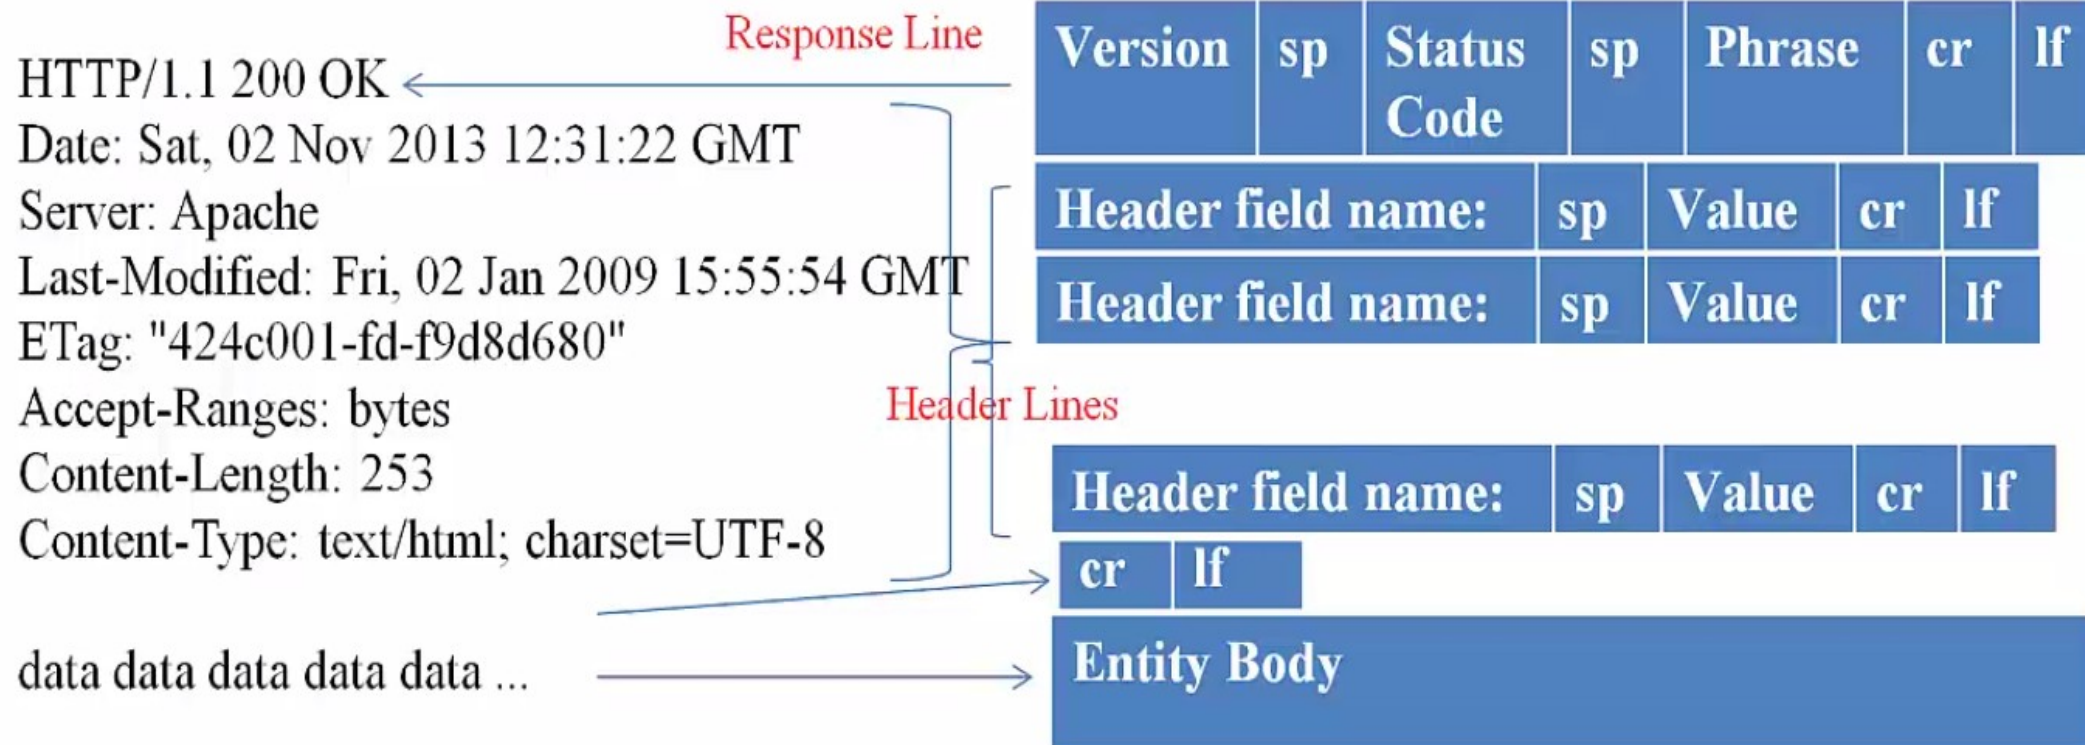 HTTP/1.1 200 OK
Date: Sat, 02 Nov 2013 12:31:22 GMT
Server: Apache
Last-Modified: Fri, 02 Jan 2009 15:55:54 GMT
ETag: "424c001-fd-f9d8d680"
Accept-Ranges: bytes
Content-Length: 253
Content-Type: text/html; charset=UTF-8
data data data data data ...
Response Line
Header Lines
Version sp Status Code sp Phrase cr lf
Header field name: sp Value cr lf
Header field name: sp Value cr lf
Header field name: sp Value cr lf
cr lf
Entity Body